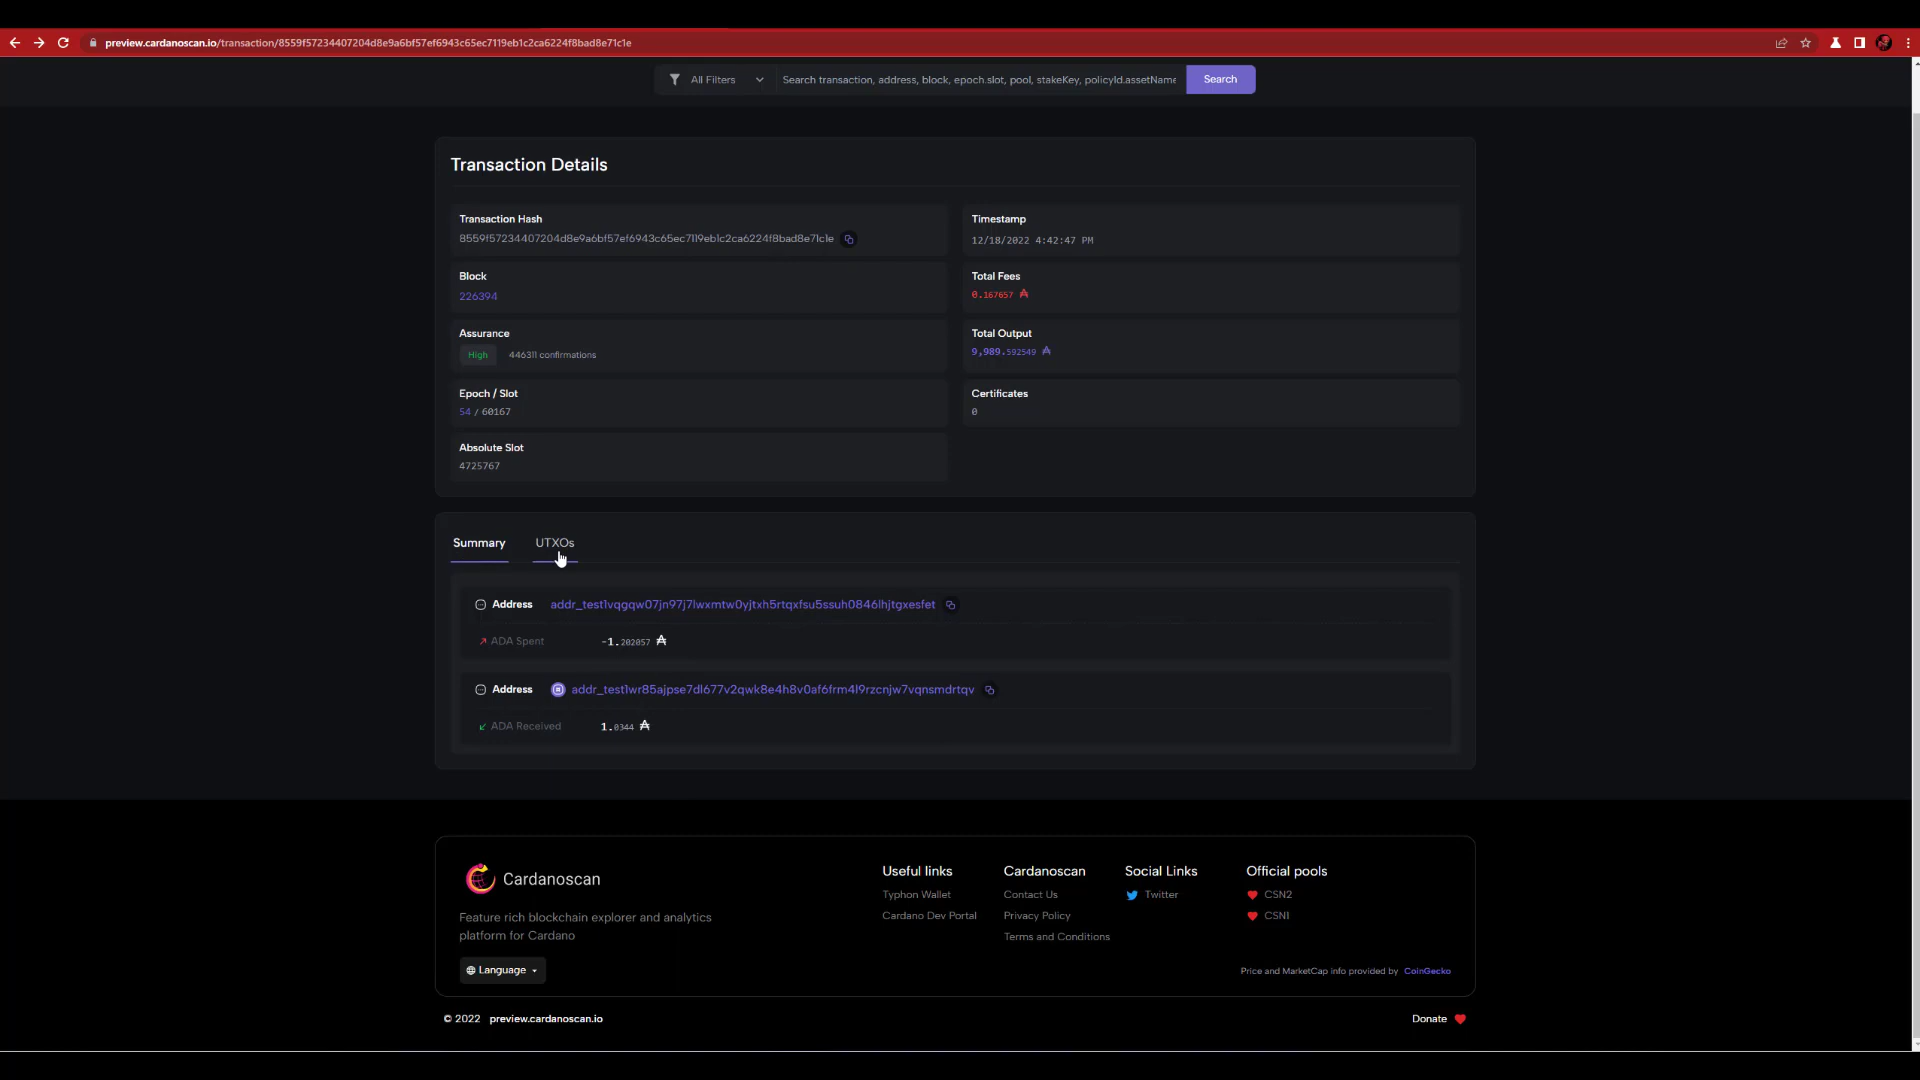 preview.cardanoscan.io/transaction/8559f57234407204d8e9a6bf57ef6943c65ec7119eb1c2ca6224f8bad8e71c1e
All Filters
Search transaction, address, block, epoch.slot, pool, stakeKey, policyId.assetName
Search
Transaction Details
Transaction Hash
8559f57234407204d8e9a6bf57ef6943c65ec7119eb1c2ca6224f8bad8e71c1e
Timestamp
12/18/2022 4:42:47 PM
Block
226394
Total Fees
0.167657 ₳
Assurance
High 446311 confirmations
Total Output
9,989.592549 ₳
Epoch / Slot
54 / 60167
Certificates
0
Absolute Slot
4725767
Summary UTXOs
Address addr_test1vqgqw07jn97j7lwxmtw0yjtxh5rtqxfsu5ssuh0846lhjtgxesfet
ADA Spent -1.202057 ₳
Address addr_test1wr85ajpse7dl677v2qwk8e4h8v0af6frm4l9rzcnjw7vqnsmdrtqv
ADA Received 1.0344 ₳
Cardanoscan
Feature rich blockchain explorer and analytics
platform for Cardano
Language
Useful links
Typhon Wallet
Cardano Dev Portal
Cardanoscan
Contact Us
Privacy Policy
Terms and Conditions
Social Links
Twitter
Official pools
CSN2
CSN1
Price and MarketCap info provided by CoinGecko
© 2022 preview.cardanoscan.io
Donate